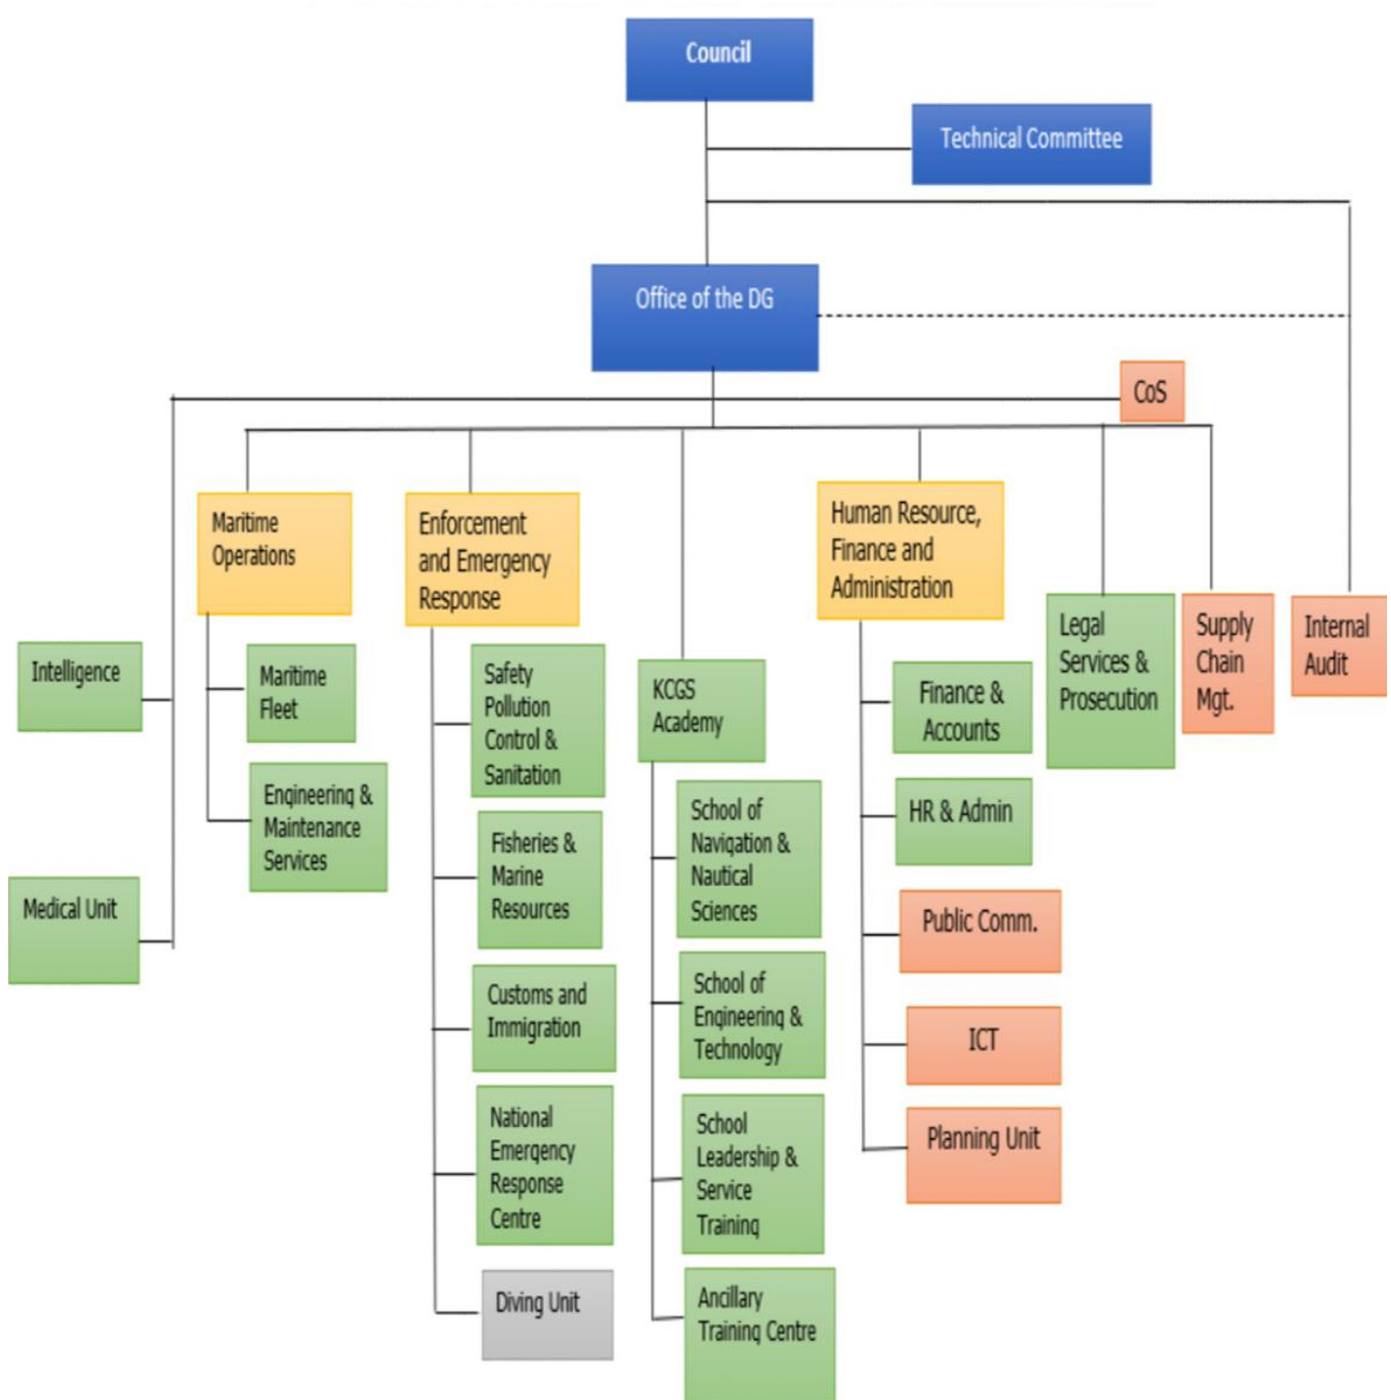 Council
Technical Committee
Office of the DG
CoS
Maritime
Operations
Enforcement
and Emergency
Response
Human Resource,
Finance and
Administration
Legal
Services &
Prosecution
Supply
Chain
Mgt.
Internal
Audit
Intelligence
Medical Unit
Maritime
Fleet
Engineering &
Maintenance
Services
Safety
Pollution
Control &
Sanitation
Fisheries &
Marine
Resources
Customs and
Immigration
National
Emergency
Response
Centre
Diving Unit
KCGS
Academy
School of
Navigation &
Nautical
Sciences
School of
Engineering &
Technology
School
Leadership &
Service
Training
Ancillary
Training Centre
Finance &
Accounts
HR & Admin
Public Comm.
ICT
Planning Unit